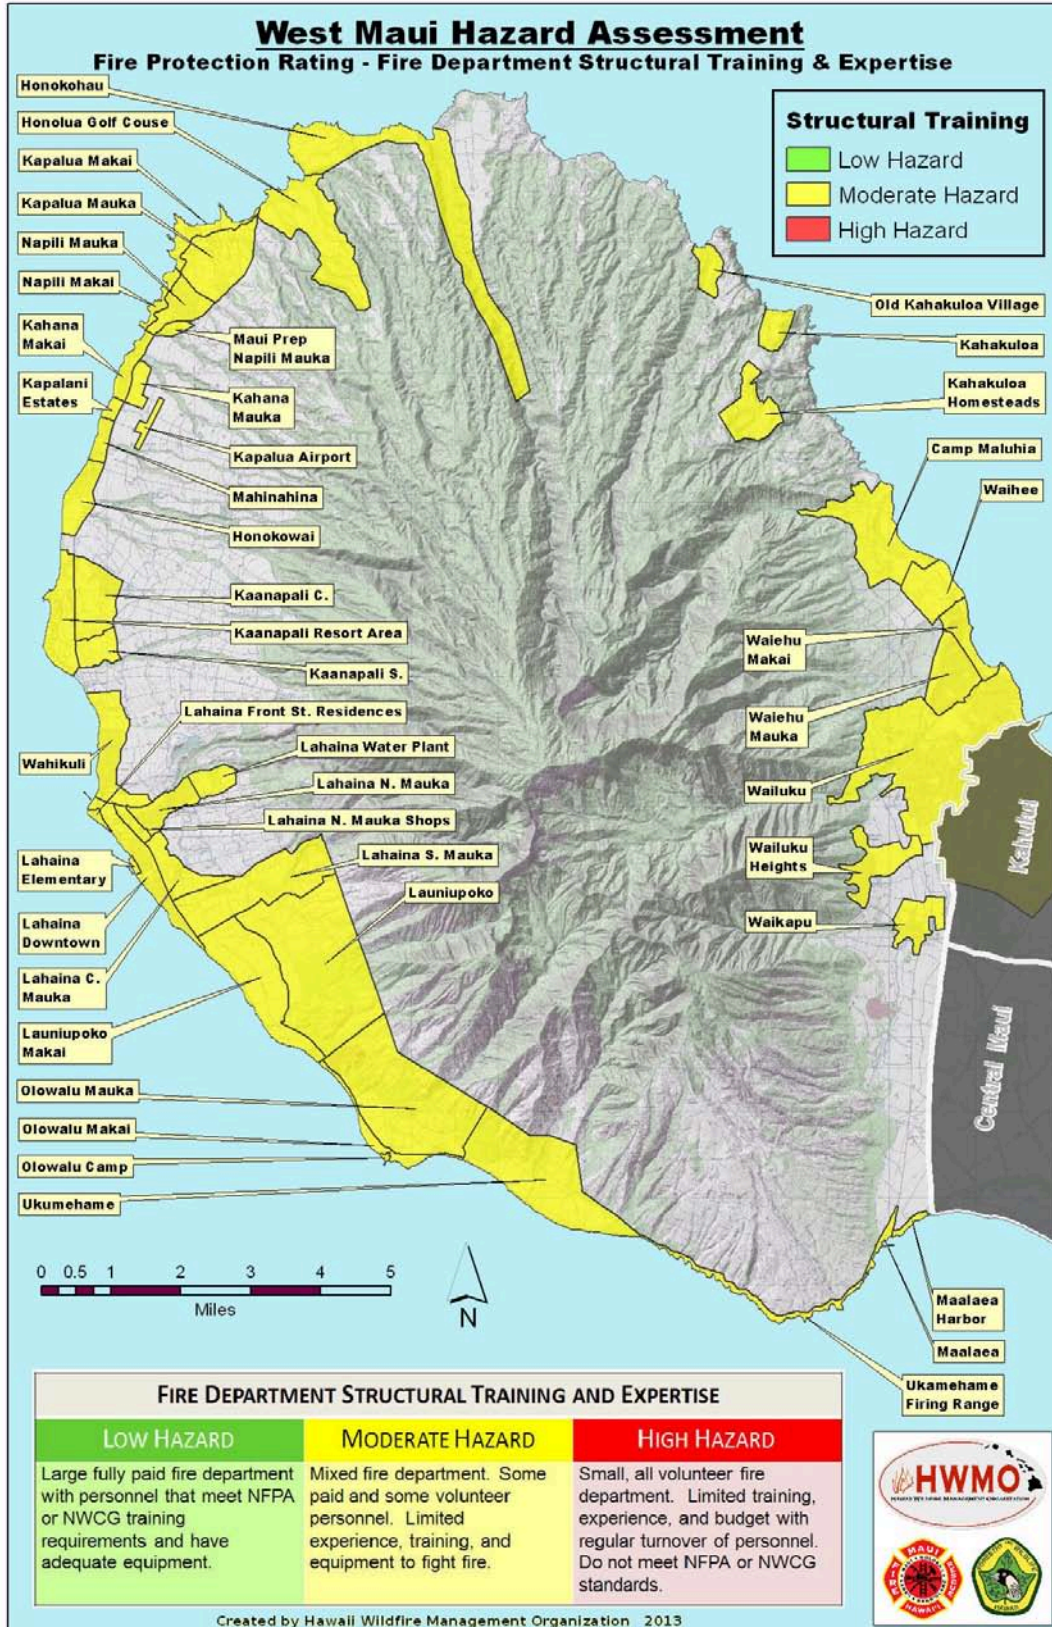 West Maui Hazard Assessment
Fire Protection Rating - Fire Department Structural Training & Expertise
Structural Training
Low Hazard
Moderate Hazard
High Hazard
Honokohau
Honolua Golf Couse
Kapalua Makai
Kapalua Mauka
Napili Mauka
Napili Makai
Kahana
Makai
Kapalani
Estates
Maui Prep
Napili Mauka
Kahana
Mauka
Kapalua Airport
Mahinahina
Honokowai
Kaanapali C.
Kaanapali Resort Area
Kaanapali S.
Lahaina Front St. Residences
Wahikuli
Lahaina Water Plant
Lahaina N. Mauka
Lahaina N. Mauka Shops
Lahaina S. Mauka
Launiupoko
Lahaina
Elementary
Lahaina
Downtown
Lahaina C.
Mauka
Launiupoko
Makai
Olowalu Mauka
Olowalu Makai
Olowalu Camp
Ukumehame
Old Kahakuloa Village
Kahakuloa
Kahakuloa
Homesteads
Camp Maluhia
Waihee
Waiehu
Makai
Waiehu
Mauka
Wailuku
Wailuku
Heights
Waikapu
Kahului
Central Maui
Maalaea
Harbor
Maalaea
Ukamehame
Firing Range
0 0.5 1 2 3 4 5
Miles
N
FIRE DEPARTMENT STRUCTURAL TRAINING AND EXPERTISE
LOW HAZARD
Large fully paid fire department
with personnel that meet NFPA
or NWCG training
requirements and have
adequate equipment.
MODERATE HAZARD
Mixed fire department. Some
paid and some volunteer
personnel. Limited
experience, training, and
equipment to fight fire.
HIGH HAZARD
Small, all volunteer fire
department. Limited training,
experience, and budget with
regular turnover of personnel.
Do not meet NFPA or NWCG
standards.
HWMO
MAUI
FIRE
HAWAII
Created by Hawaii Wildfire Management Organization 2013